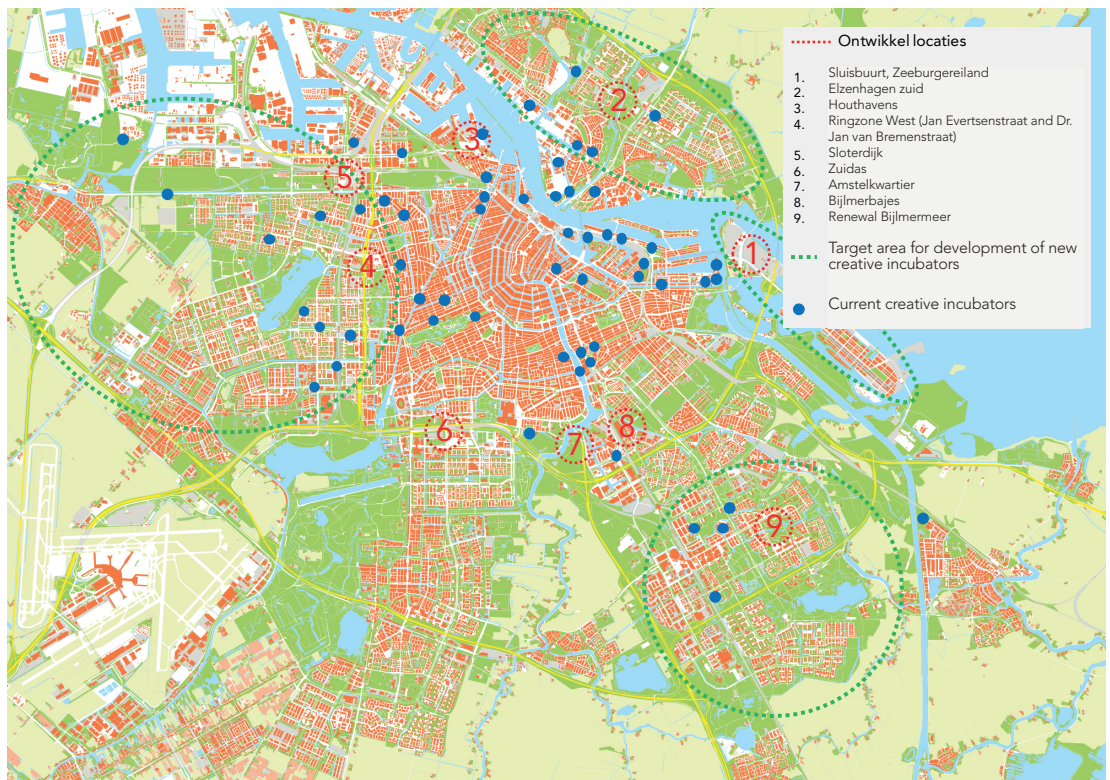 Ontwikkel locaties
1. Sluisbuurt, Zeeburgereiland
2. Elzenhagen zuid
3. Houthavens
4. Ringzone West (Jan Evertsenstraat and Dr.
Jan van Bremenstraat)
5. Sloterdijk
6. Zuidas
7. Amstelkwartier
8. Bijlmerbajes
9. Renewal Bijlmermeer
Target area for development of new
creative incubators
Current creative incubators
2
3
5
1
4
6
7
8
9